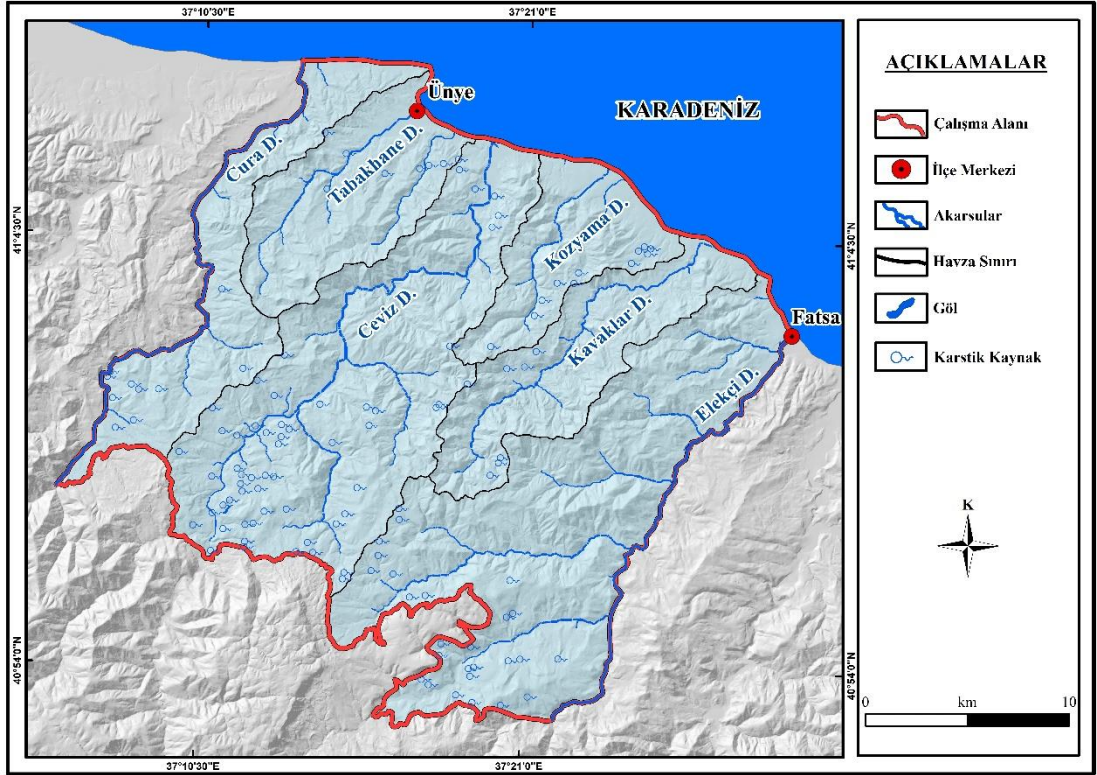 37°10'30"E
37°21'0"E
41°4'30"N
40°54'0"N
41°4'30"N
40°54'0"N
37°10'30"E
37°21'0"E
Ünye
KARADENİZ
Cura D.
Tabakhane D.
Kozyama D.
Ceviz D.
Kavaklar D.
Fatsa
Elekçi D.
AÇIKLAMALAR
Çalışma Alanı
İlçe Merkezi
Akarsular
Havza Sınırı
Göl
Karstik Kaynak
K
0
km
10